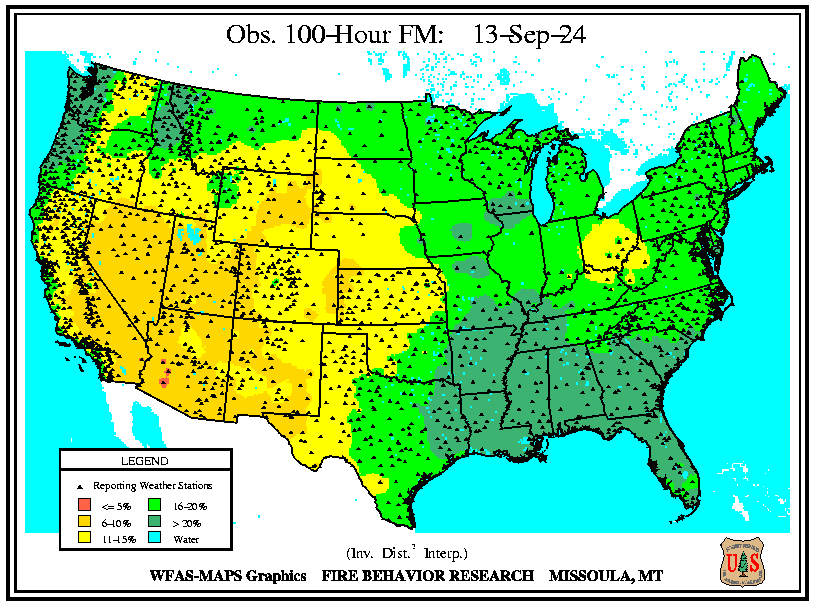 Obs. 100-Hour FM: 13-Sep-24
LEGEND
Reporting Weather Stations
<= 5%
16-20%
6-10%
> 20%
11-15%
Water
(Inv. Dist.² Interp.)
WFAS-MAPS Graphics FIRE BEHAVIOR RESEARCH MISSOULA, MT
U S